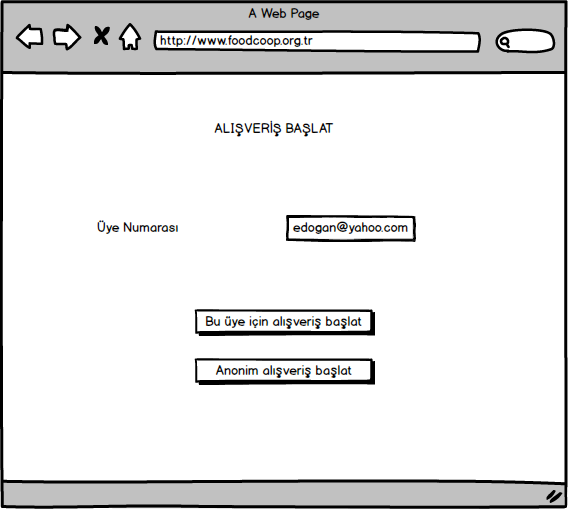 A Web Page
http://www.foodcoop.org.tr
ALIŞVERİŞ BAŞLAT
Üye Numarası
edogan@yahoo.com
Bu üye için alışveriş başlat
Anonim alışveriş başlat